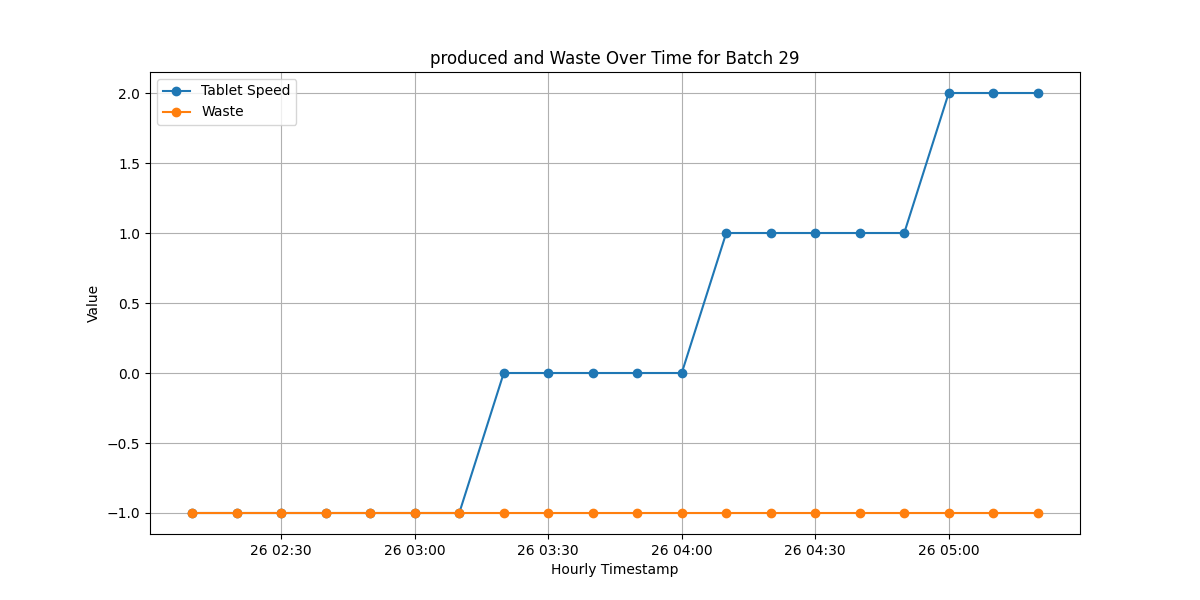 produced and Waste Over Time for Batch 29
Tablet Speed
Waste
2.0
1.5
1.0
0.5
0.0
−0.5
−1.0
Value
26 02:30 26 03:00 26 03:30 26 04:00 26 04:30 26 05:00
Hourly Timestamp